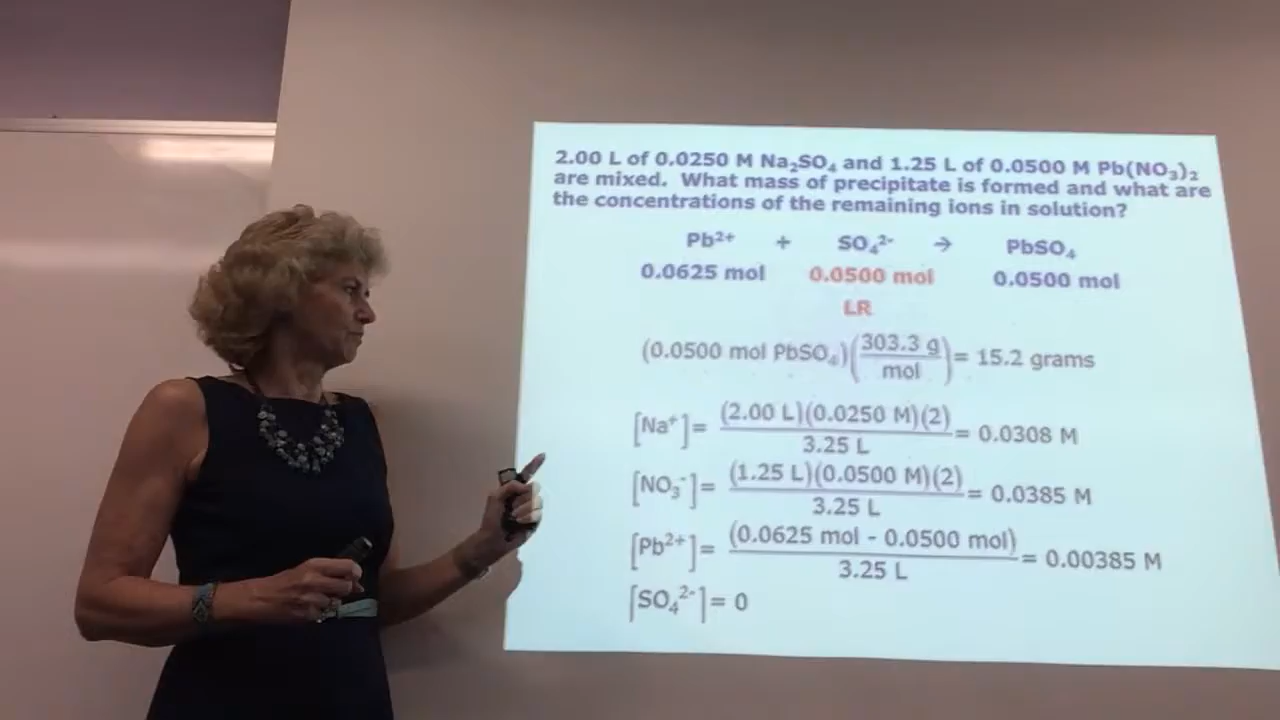 2.00 L of 0.0250 M Na₂SO₄ and 1.25 L of 0.0500 M Pb(NO₃)₂
are mixed. What mass of precipitate is formed and what are
the concentrations of the remaining ions in solution?
Pb²⁺ + SO₄²⁻ → PbSO₄
0.0625 mol 0.0500 mol 0.0500 mol
LR
(0.0500 mol PbSO₄)(303.3 g/mol) = 15.2 grams
[Na⁺] = (2.00 L)(0.0250 M)(2)/3.25 L = 0.0308 M
[NO₃⁻] = (1.25 L)(0.0500 M)(2)/3.25 L = 0.0385 M
[Pb²⁺] = (0.0625 mol - 0.0500 mol)/3.25 L = 0.00385 M
[SO₄²⁻] = 0